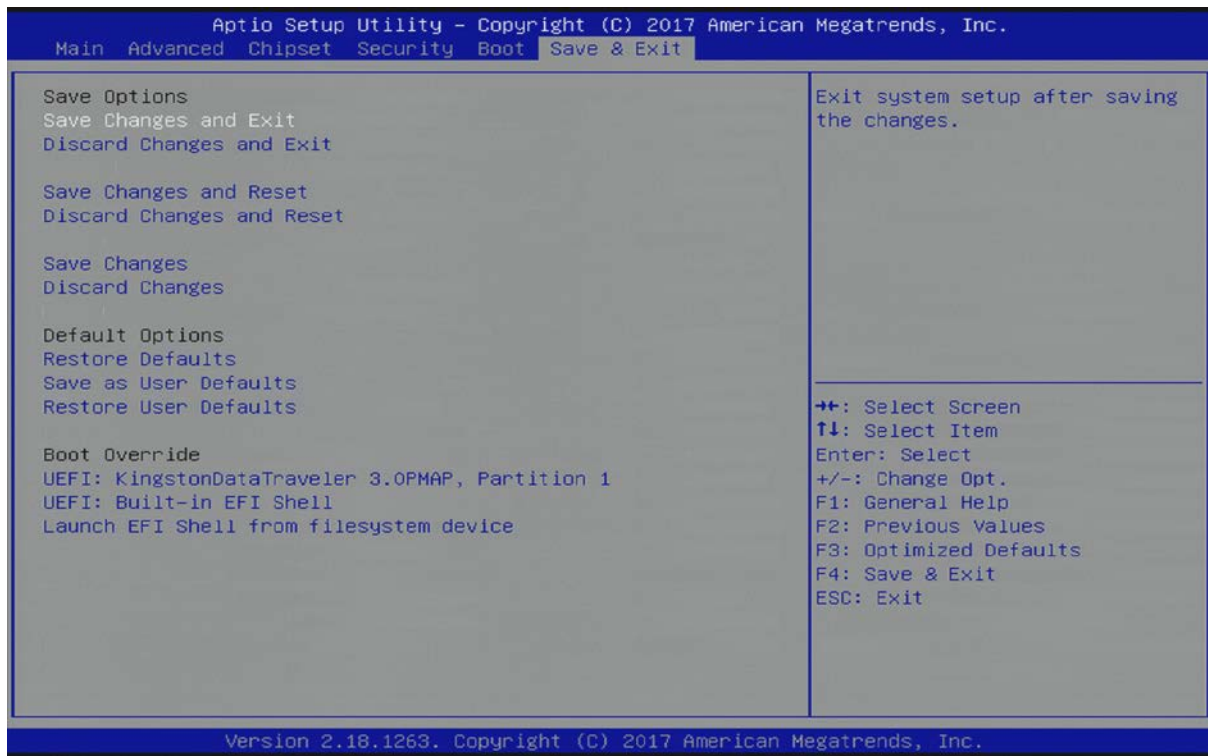 Aptio Setup Utility – Copyright (C) 2017 American Megatrends, Inc.
Main Advanced Chipset Security Boot Save & Exit
Save Options
Save Changes and Exit
Discard Changes and Exit
Save Changes and Reset
Discard Changes and Reset
Save Changes
Discard Changes
Default Options
Restore Defaults
Save as User Defaults
Restore User Defaults
Boot Override
UEFI: KingstonDataTraveler 3.0PMAP, Partition 1
UEFI: Built-in EFI Shell
Launch EFI Shell from filesystem device
Exit system setup after saving
the changes.
→←: Select Screen
↑↓: Select Item
Enter: Select
+/-: Change Opt.
F1: General Help
F2: Previous Values
F3: Optimized Defaults
F4: Save & Exit
ESC: Exit
Version 2.18.1263. Copyright (C) 2017 American Megatrends, Inc.